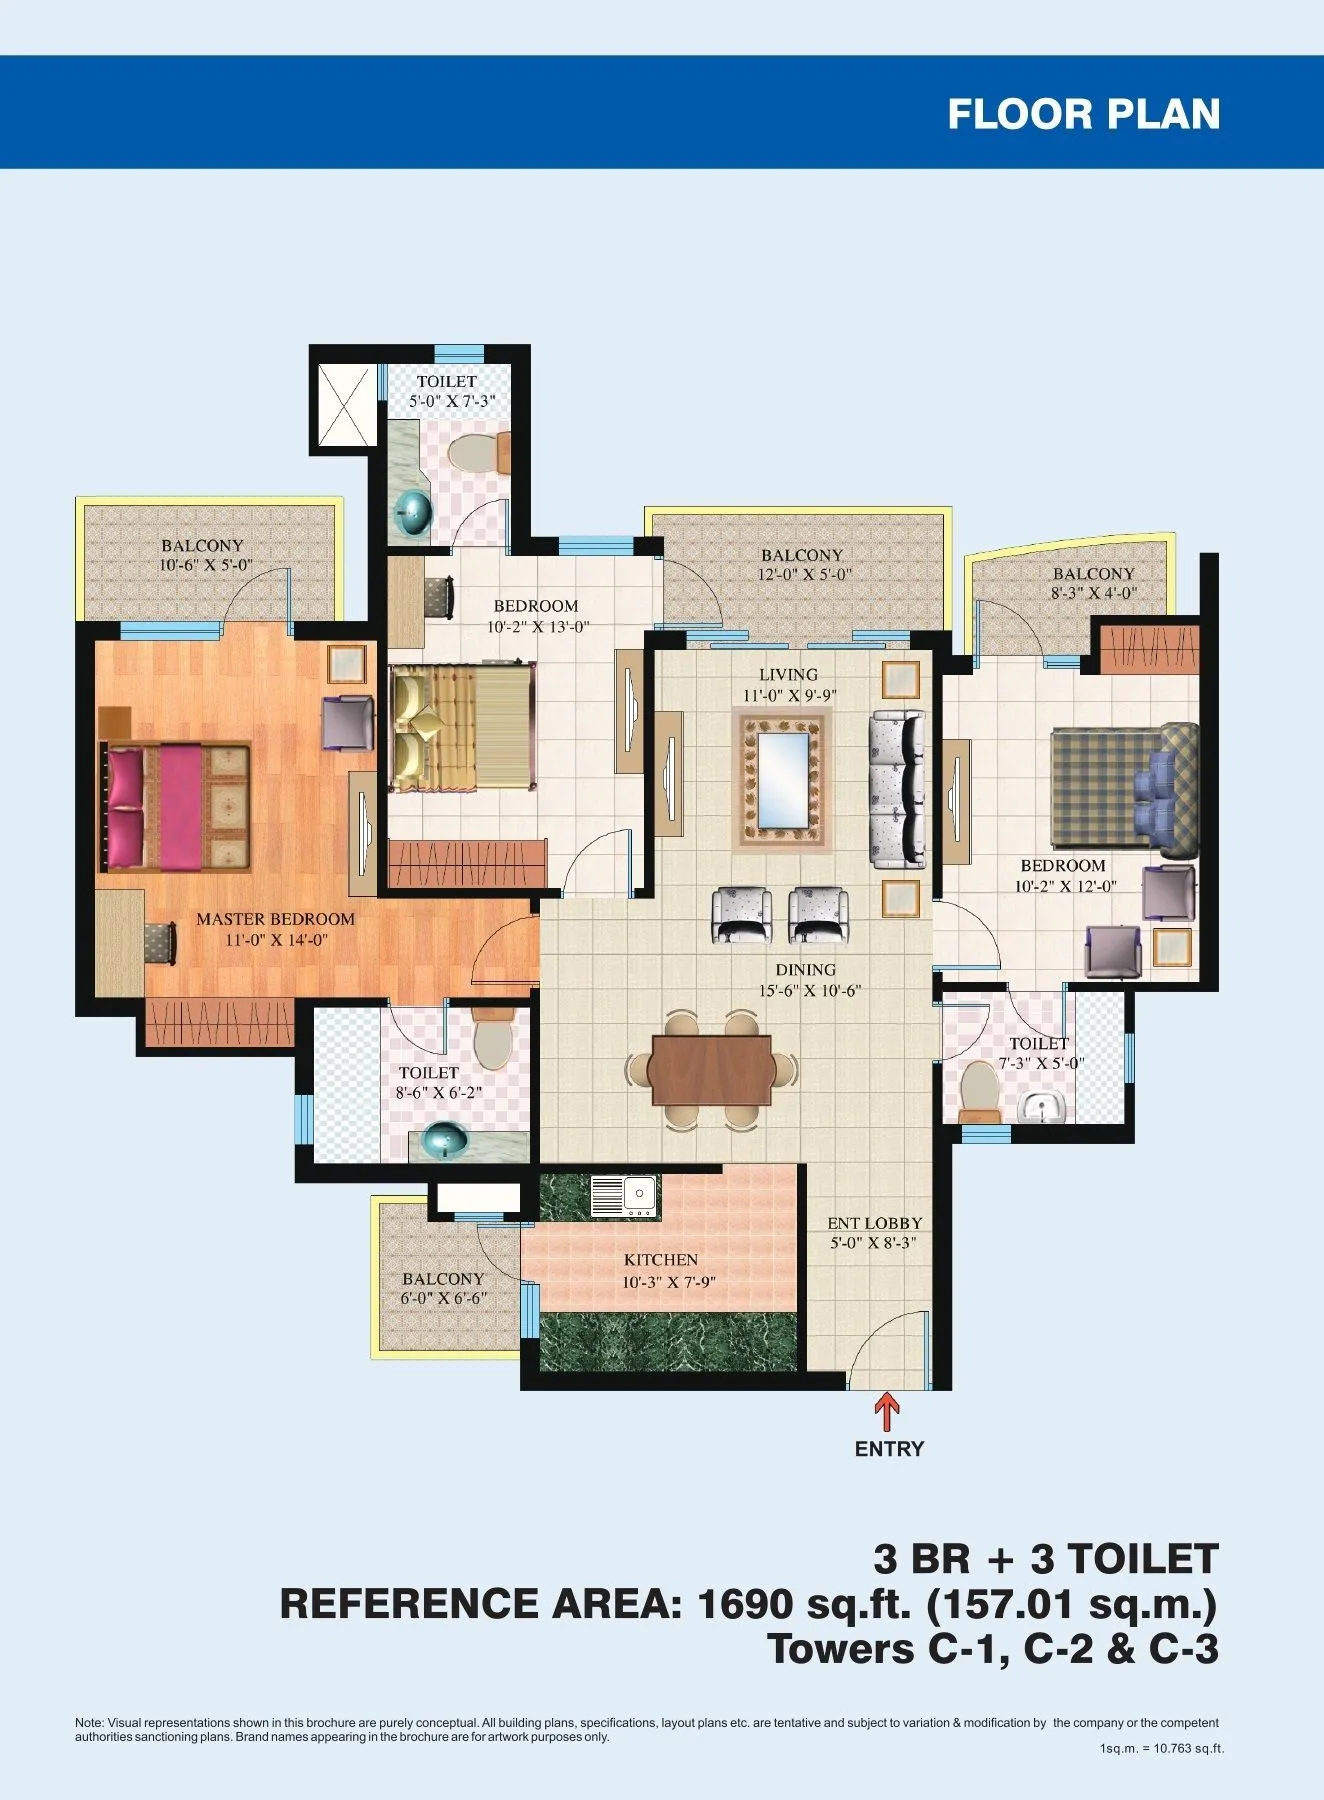 FLOOR PLAN
TOILET
5'-0" X 7'-3"
BALCONY
10'-6" X 5'-0"
BEDROOM
10'-2" X 13'-0"
BALCONY
12'-0" X 5'-0"
BALCONY
8'-3" X 4'-0"
LIVING
11'-0" X 9'-9"
BEDROOM
10'-2" X 12'-0"
MASTER BEDROOM
11'-0" X 14'-0"
DINING
15'-6" X 10'-6"
TOILET
7'-3" X 5'-0"
TOILET
8'-6" X 6'-2"
ENT LOBBY
5'-0" X 8'-3"
KITCHEN
10'-3" X 7'-9"
BALCONY
6'-0" X 6'-6"
ENTRY
3 BR + 3 TOILET
REFERENCE AREA: 1690 sq.ft. (157.01 sq.m.)
Towers C-1, C-2 & C-3
Note: Visual representations shown in this brochure are purely conceptual. All building plans, specifications, layout plans etc. are tentative and subject to variation & modification by the company or the competent
authorities sanctioning plans. Brand names appearing in the brochure are for artwork purposes only.
1sq.m. = 10.763 sq.ft.